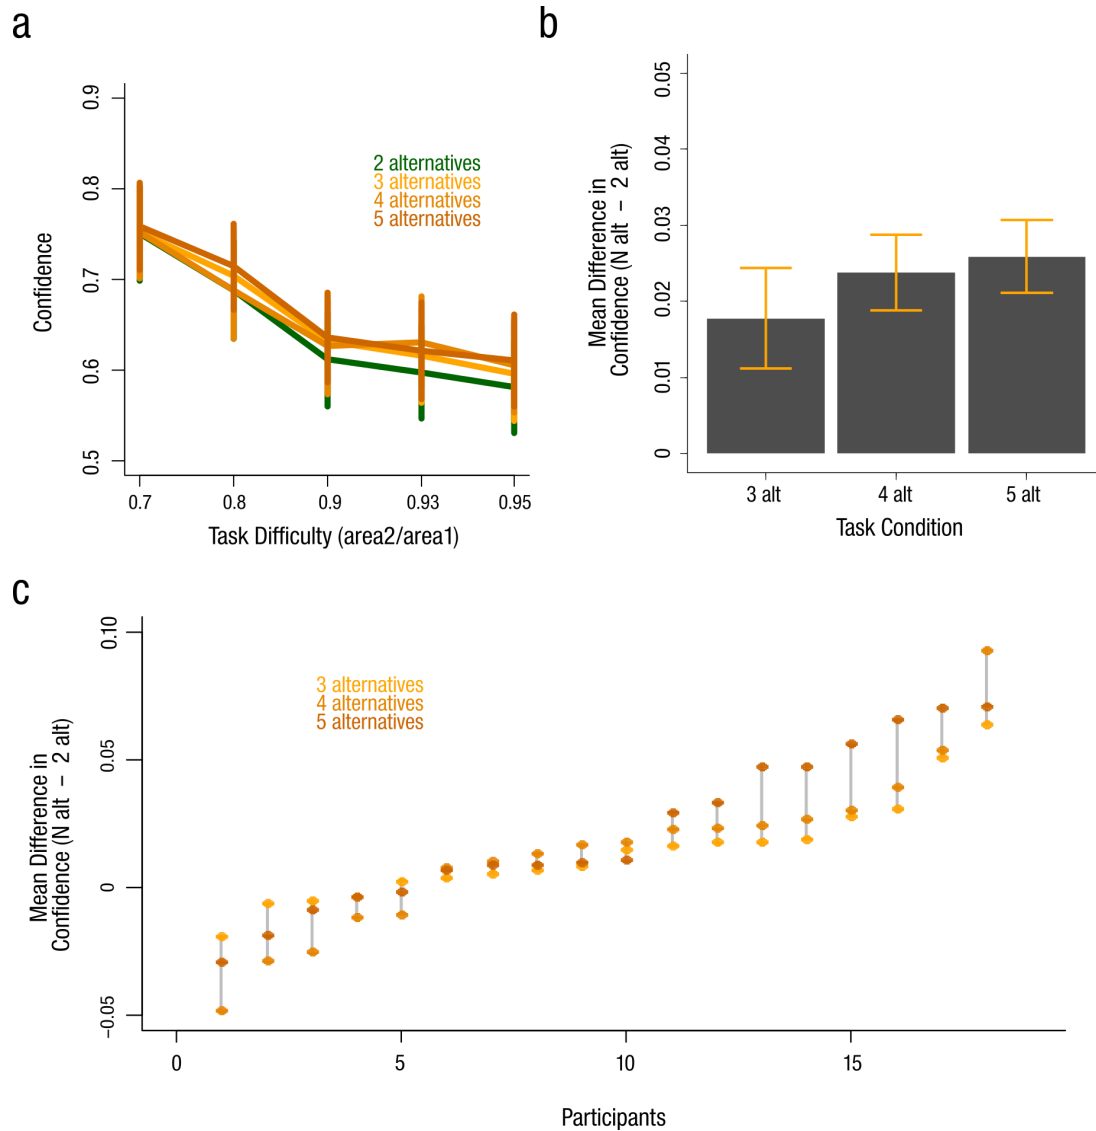 a
0.9
0.8
0.7
0.6
0.5
Confidence
2 alternatives
3 alternatives
4 alternatives
5 alternatives
0.7 0.8 0.9 0.93 0.95
Task Difficulty (area2/area1)
b
0.05
0.04
0.03
0.02
0.01
0
Mean Difference in
Confidence (N alt − 2 alt)
3 alt 4 alt 5 alt
Task Condition
c
0.10
0.05
0
−0.05
Mean Difference in
Confidence (N alt − 2 alt)
3 alternatives
4 alternatives
5 alternatives
0 5 10 15
Participants